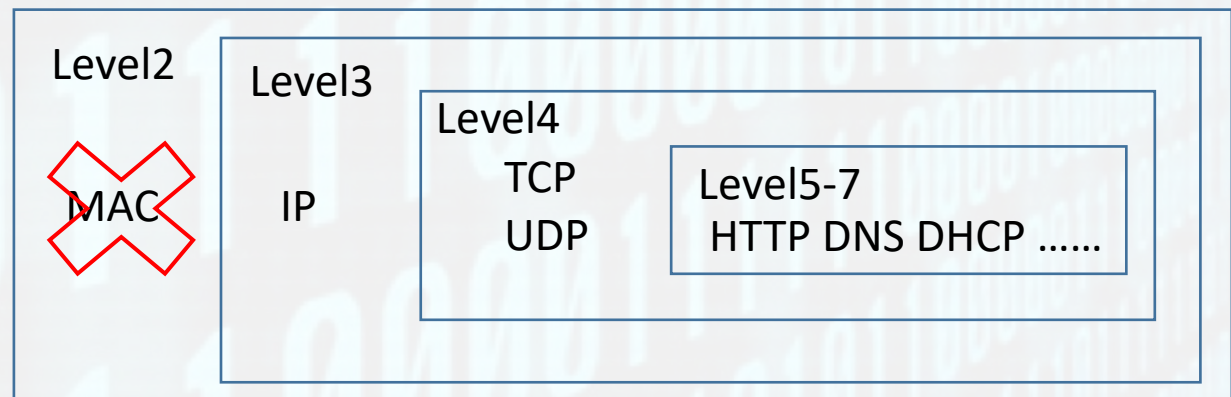 Level2
MAC
Level3
IP
Level4
TCP
UDP
Level5-7
HTTP DNS DHCP ......